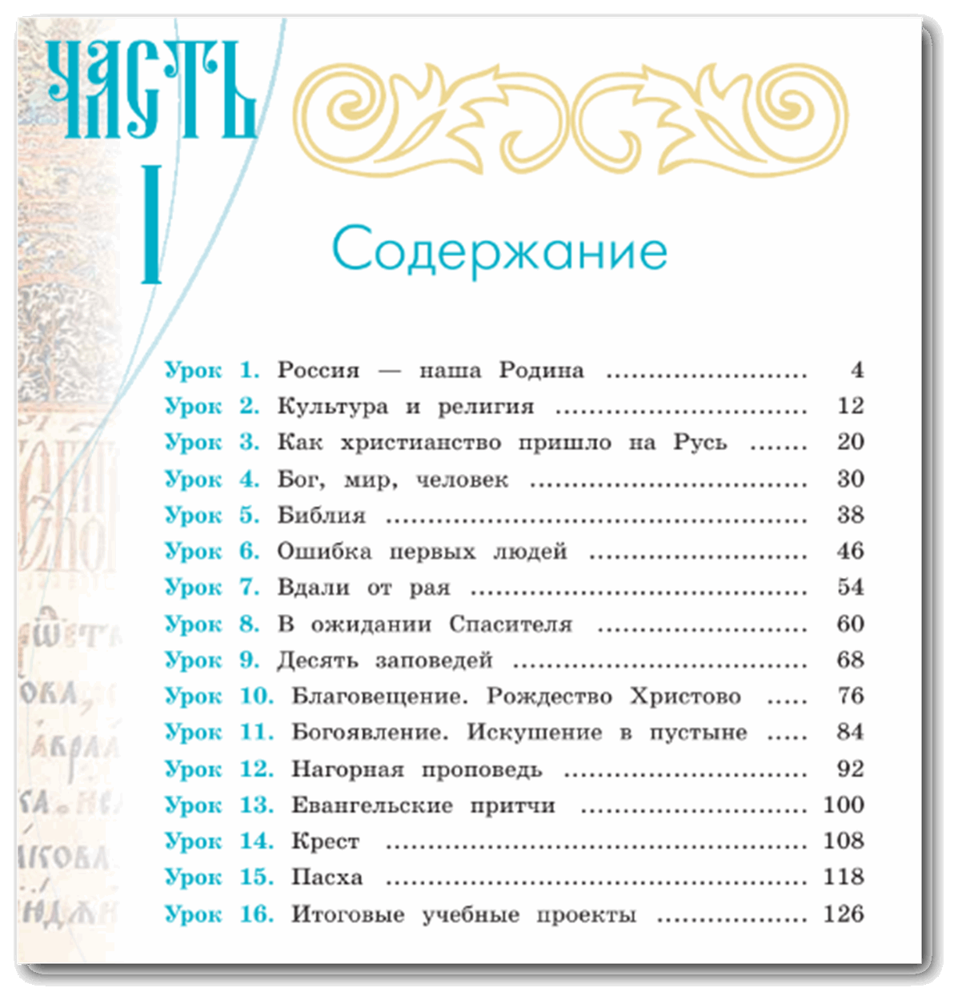 ЧАСТЬ
I
Содержание
Урок 1. Россия — наша Родина ........................ 4
Урок 2. Культура и религия .............................. 12
Урок 3. Как христианство пришло на Русь ....... 20
Урок 4. Бог, мир, человек ................................. 30
Урок 5. Библия .................................................. 38
Урок 6. Ошибка первых людей .......................... 46
Урок 7. Вдали от рая ........................................ 54
Урок 8. В ожидании Спасителя ......................... 60
Урок 9. Десять заповедей ................................... 68
Урок 10. Благовещение. Рождество Христово ..... 76
Урок 11. Богоявление. Искушение в пустыне ..... 84
Урок 12. Нагорная проповедь ............................. 92
Урок 13. Евангельские притчи ........................... 100
Урок 14. Крест .................................................. 108
Урок 15. Пасха .................................................. 118
Урок 16. Итоговые учебные проекты .................. 126